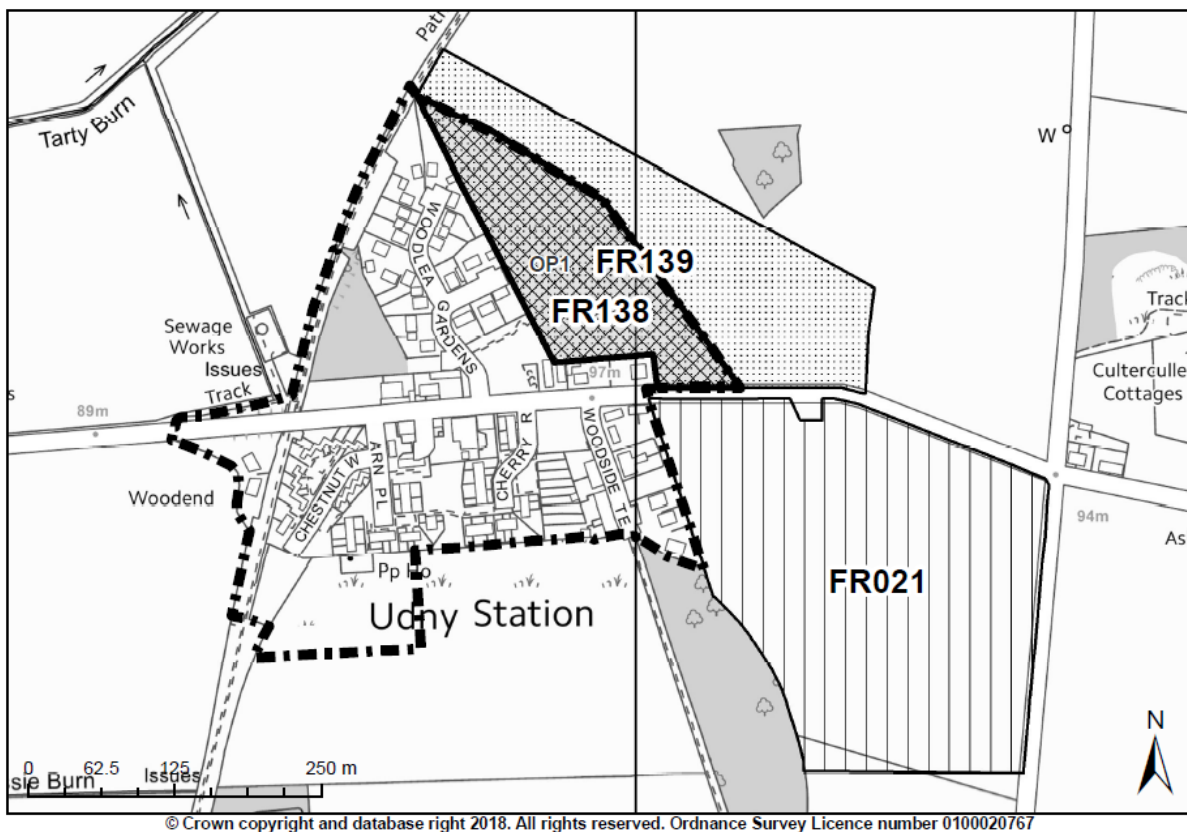 Path
Tarty Burn
W
WOODLEA GARDENS
OP1
FR139
FR138
Sewage
Works
Issues
Track
Track
Culterculle
Cottages
s
89m
97m
WOODSIDE TE
CHERRY R
ARN PL
CHESTNUT W
Woodend
94m
As
FR021
Pp Ho
Udny Station
N
0 62.5 125 250 m
sie Burn
Issues
© Crown copyright and database right 2018. All rights reserved. Ordnance Survey Licence number 0100020767